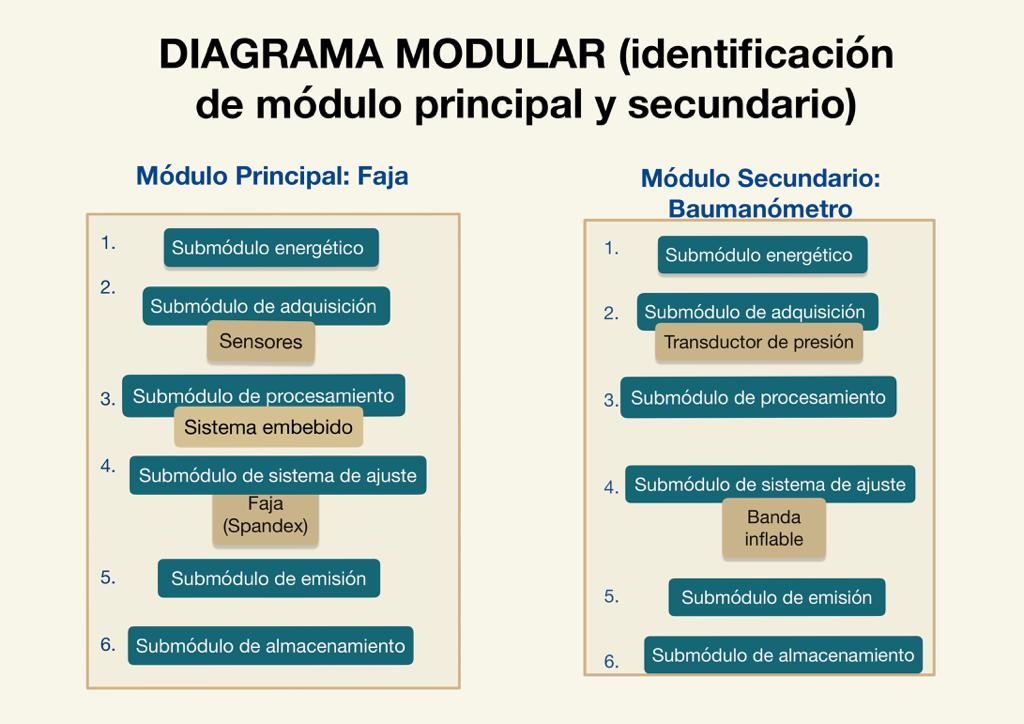 DIAGRAMA MODULAR (identificación
de módulo principal y secundario)
Módulo Principal: Faja
1.
Submódulo energético
2.
Submódulo de adquisición
Sensores
3.
Submódulo de procesamiento
Sistema embebido
4.
Submódulo de sistema de ajuste
Faja
(Spandex)
5.
Submódulo de emisión
6.
Submódulo de almacenamiento
Módulo Secundario:
Baumanómetro
1.
Submódulo energético
2.
Submódulo de adquisición
Transductor de presión
3.
Submódulo de procesamiento
4.
Submódulo de sistema de ajuste
Banda
inflable
5.
Submódulo de emisión
6.
Submódulo de almacenamiento